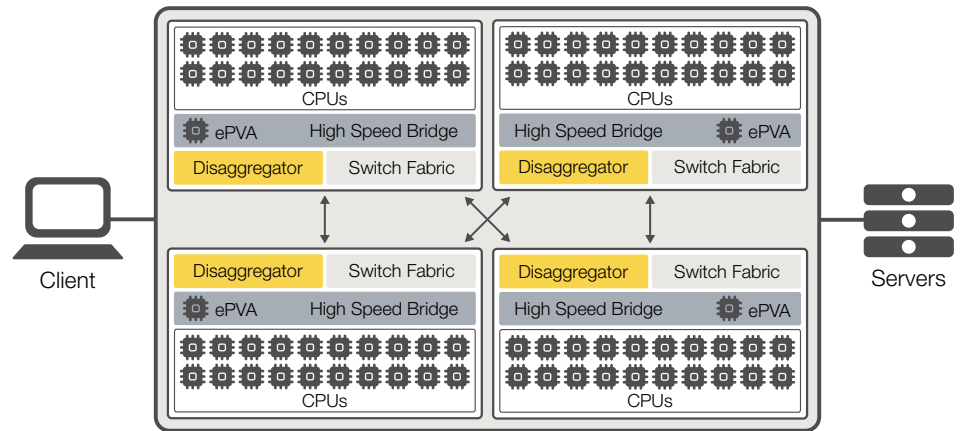 CPUs
CPUs
ePVA High Speed Bridge
High Speed Bridge ePVA
Disaggregator Switch Fabric
Disaggregator Switch Fabric
Client
Servers
Disaggregator Switch Fabric
Disaggregator Switch Fabric
ePVA High Speed Bridge
High Speed Bridge ePVA
CPUs
CPUs